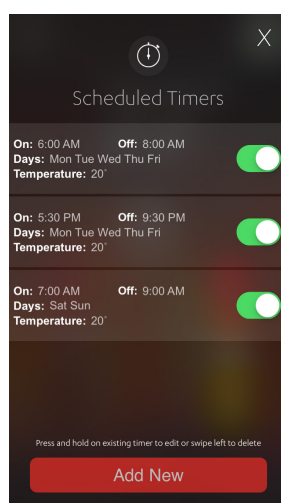 X
Scheduled Timers
On: 6:00 AM Off: 8:00 AM
Days: Mon Tue Wed Thu Fri
Temperature: 20°
On: 5:30 PM Off: 9:30 PM
Days: Mon Tue Wed Thu Fri
Temperature: 20°
On: 7:00 AM Off: 9:00 AM
Days: Sat Sun
Temperature: 20°
Press and hold on existing timer to edit or swipe left to delete
Add New